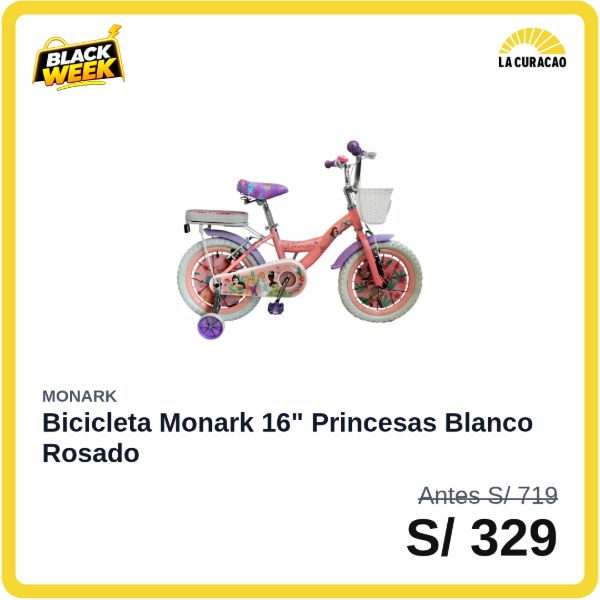 BLACK
WEEK
LA CURACAO
MONARK
Bicicleta Monark 16" Princesas Blanco
Rosado
Antes S/ 719
S/ 329